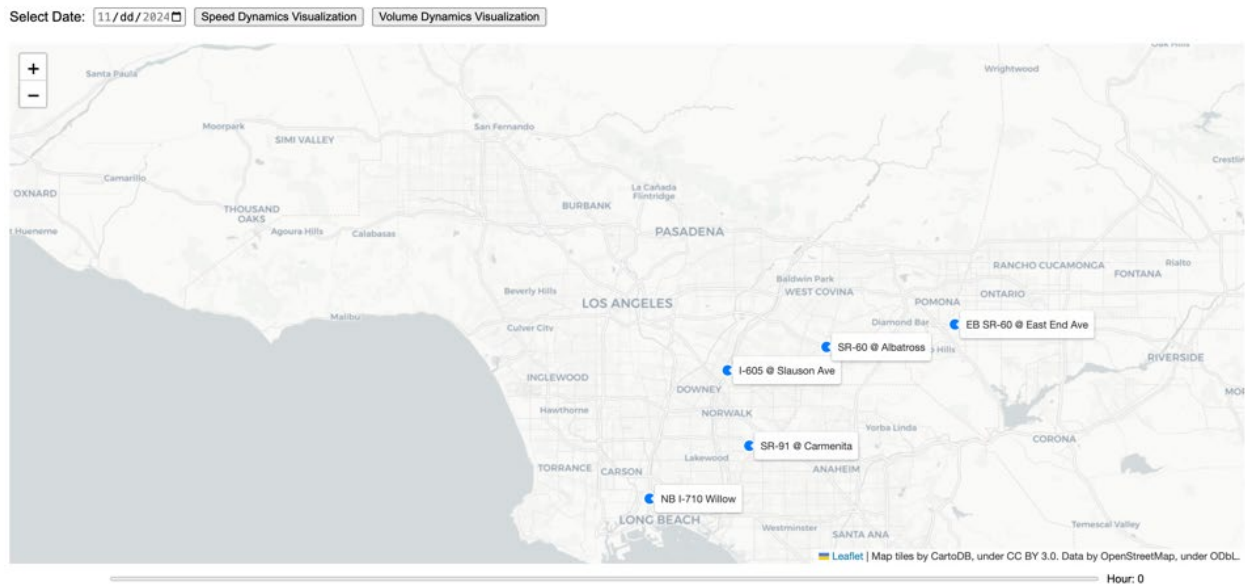 Select Date: 11/dd/2024 Speed Dynamics Visualization Volume Dynamics Visualization
+
−
Santa Paula
Wrightwood
Moorpark
San Fernando
SIMI VALLEY
Camarillo
La Cañada
Flintridge
OXNARD
BURBANK
THOUSAND
OAKS
Agoura Hills
Calabasas
PASADENA
RANCHO CUCAMONGA
Rialto
FONTANA
Baldwin Park
WEST COVINA
Beverly Hills
LOS ANGELES
POMONA
ONTARIO
Malibu
Culver City
Diamond Bar
EB SR-60 @ East End Ave
SR-60 @ Albatross
RIVERSIDE
I-605 @ Slauson Ave
INGLEWOOD
DOWNEY
Hawthorne
NORWALK
Yorba Linda
CORONA
SR-91 @ Carmenita
Lakewood
TORRANCE
CARSON
ANAHEIM
NB I-710 Willow
LONG BEACH
Westminster
SANTA ANA
Temescal Valley
Leaflet | Map tiles by CartoDB, under CC BY 3.0. Data by OpenStreetMap, under ODbL.
Hour: 0